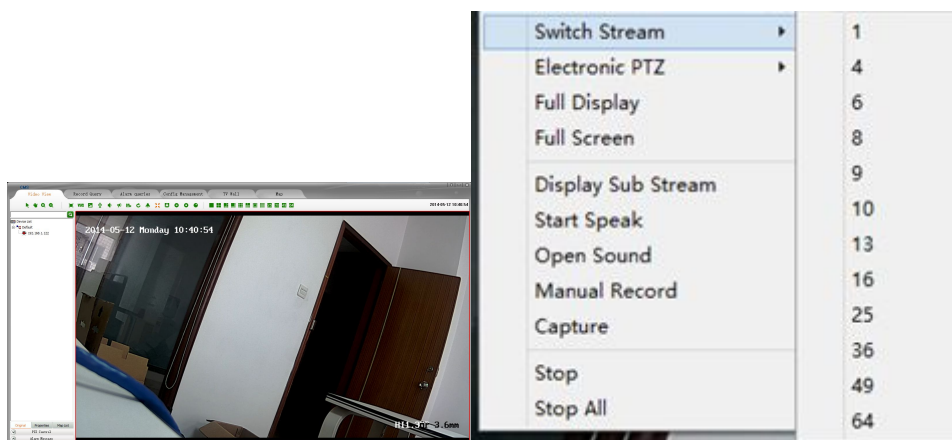 Video View
Record Query
Alarm queries
Config Management
TV Wall
Map
2014-05-12 10:40:54
Device List
Default
2014-05-12 Monday 10:40:54
3.6mm
PTZ Control
Alarm Message
Switch Stream
Electronic PTZ
Full Display
Full Screen
Display Sub Stream
Start Speak
Open Sound
Manual Record
Capture
Stop
Stop All
1
4
6
8
9
10
13
16
25
36
49
64